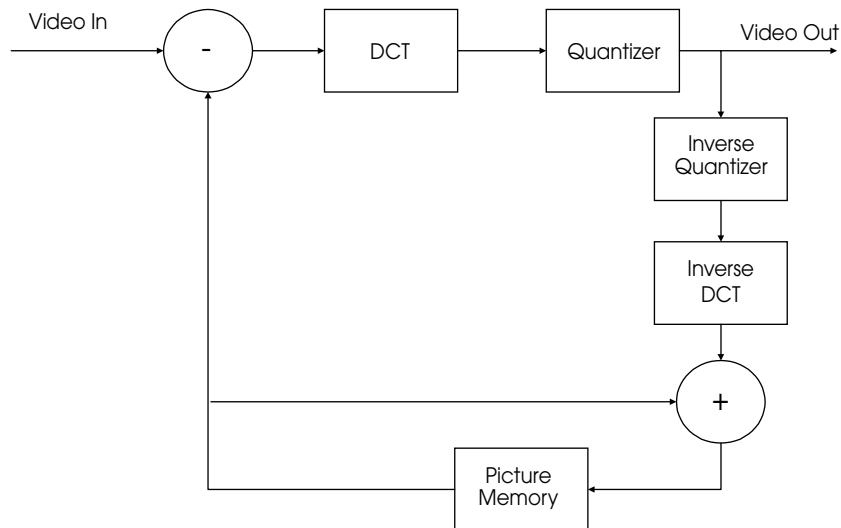 Video In
-
DCT
Quantizer
Video Out
Inverse
Quantizer
Inverse
DCT
+
Picture
Memory